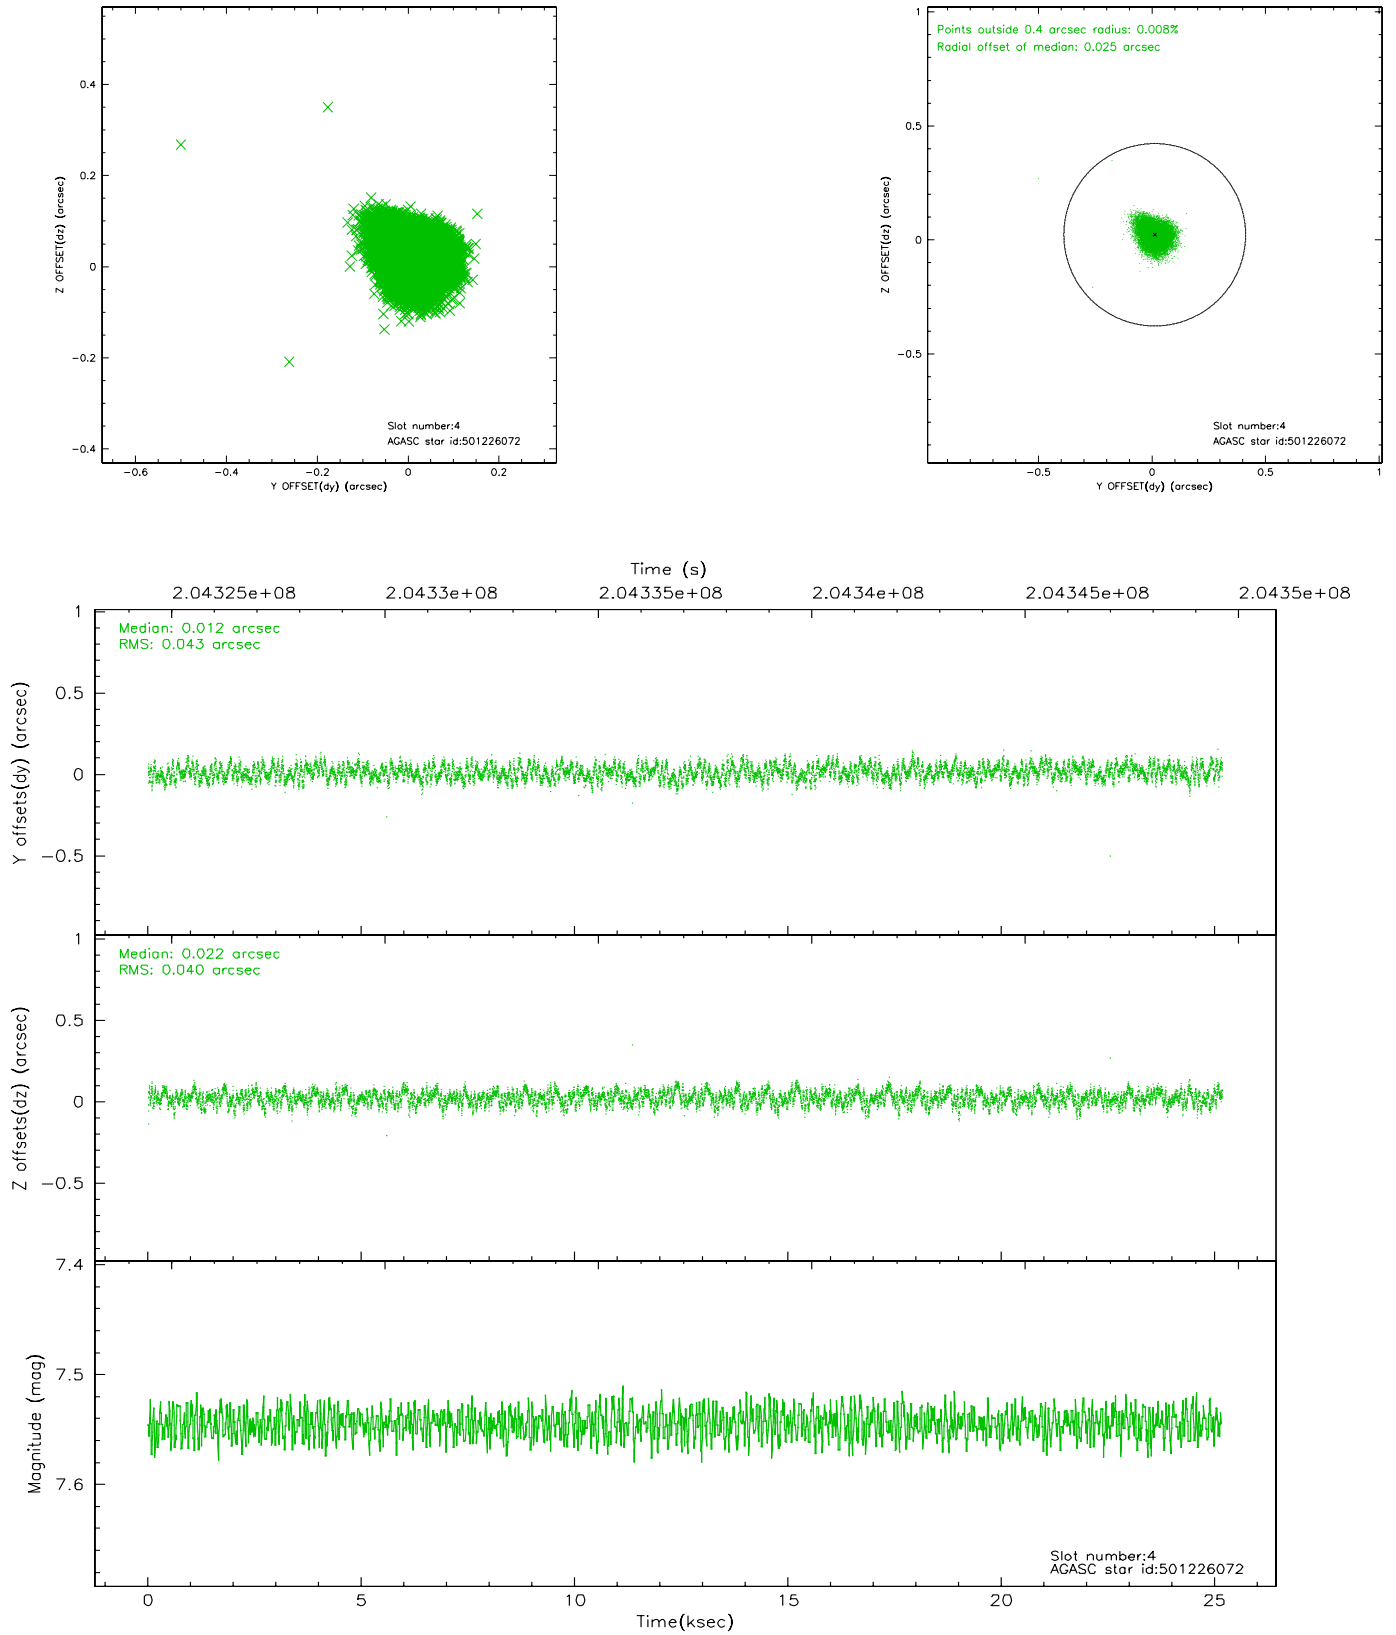 0.4
0.2
0
−0.2
−0.4
Z OFFSET(dz) (arcsec)
Slot number:4
AGASC star id:501226072
−0.6 −0.4 −0.2 0 0.2
Y OFFSET(dy) (arcsec)
Points outside 0.4 arcsec radius: 0.008%
Radial offset of median: 0.025 arcsec
1
0.5
0
−0.5
Z OFFSET(dz) (arcsec)
Slot number:4
AGASC star id:501226072
−0.5 0 0.5 1
Y OFFSET(dy) (arcsec)
Time (s)
2.04325e+08 2.0433e+08 2.04335e+08 2.0434e+08 2.04345e+08 2.0435e+08
Median: 0.012 arcsec
RMS: 0.043 arcsec
1
0.5
0
−0.5
Y offsets(dy) (arcsec)
Median: 0.022 arcsec
RMS: 0.040 arcsec
1
0.5
0
−0.5
Z offsets(dz) (arcsec)
7.4
7.5
7.6
Magnitude (mag)
Slot number:4
AGASC star id:501226072
0 5 10 15 20 25
Time(ksec)